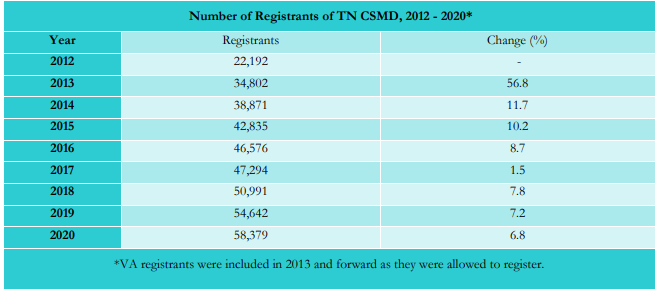 Number of Registrants of TN CSMD, 2012 - 2020*
Year Registrants Change (%)
2012 22,192 -
2013 34,802 56.8
2014 38,871 11.7
2015 42,835 10.2
2016 46,576 8.7
2017 47,294 1.5
2018 50,991 7.8
2019 54,642 7.2
2020 58,379 6.8
*VA registrants were included in 2013 and forward as they were allowed to register.